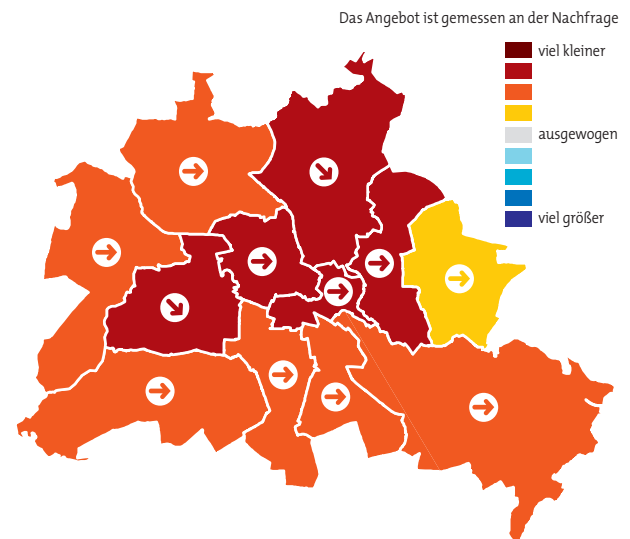 Das Angebot ist gemessen an der Nachfrage
viel kleiner
ausgewogen
viel größer